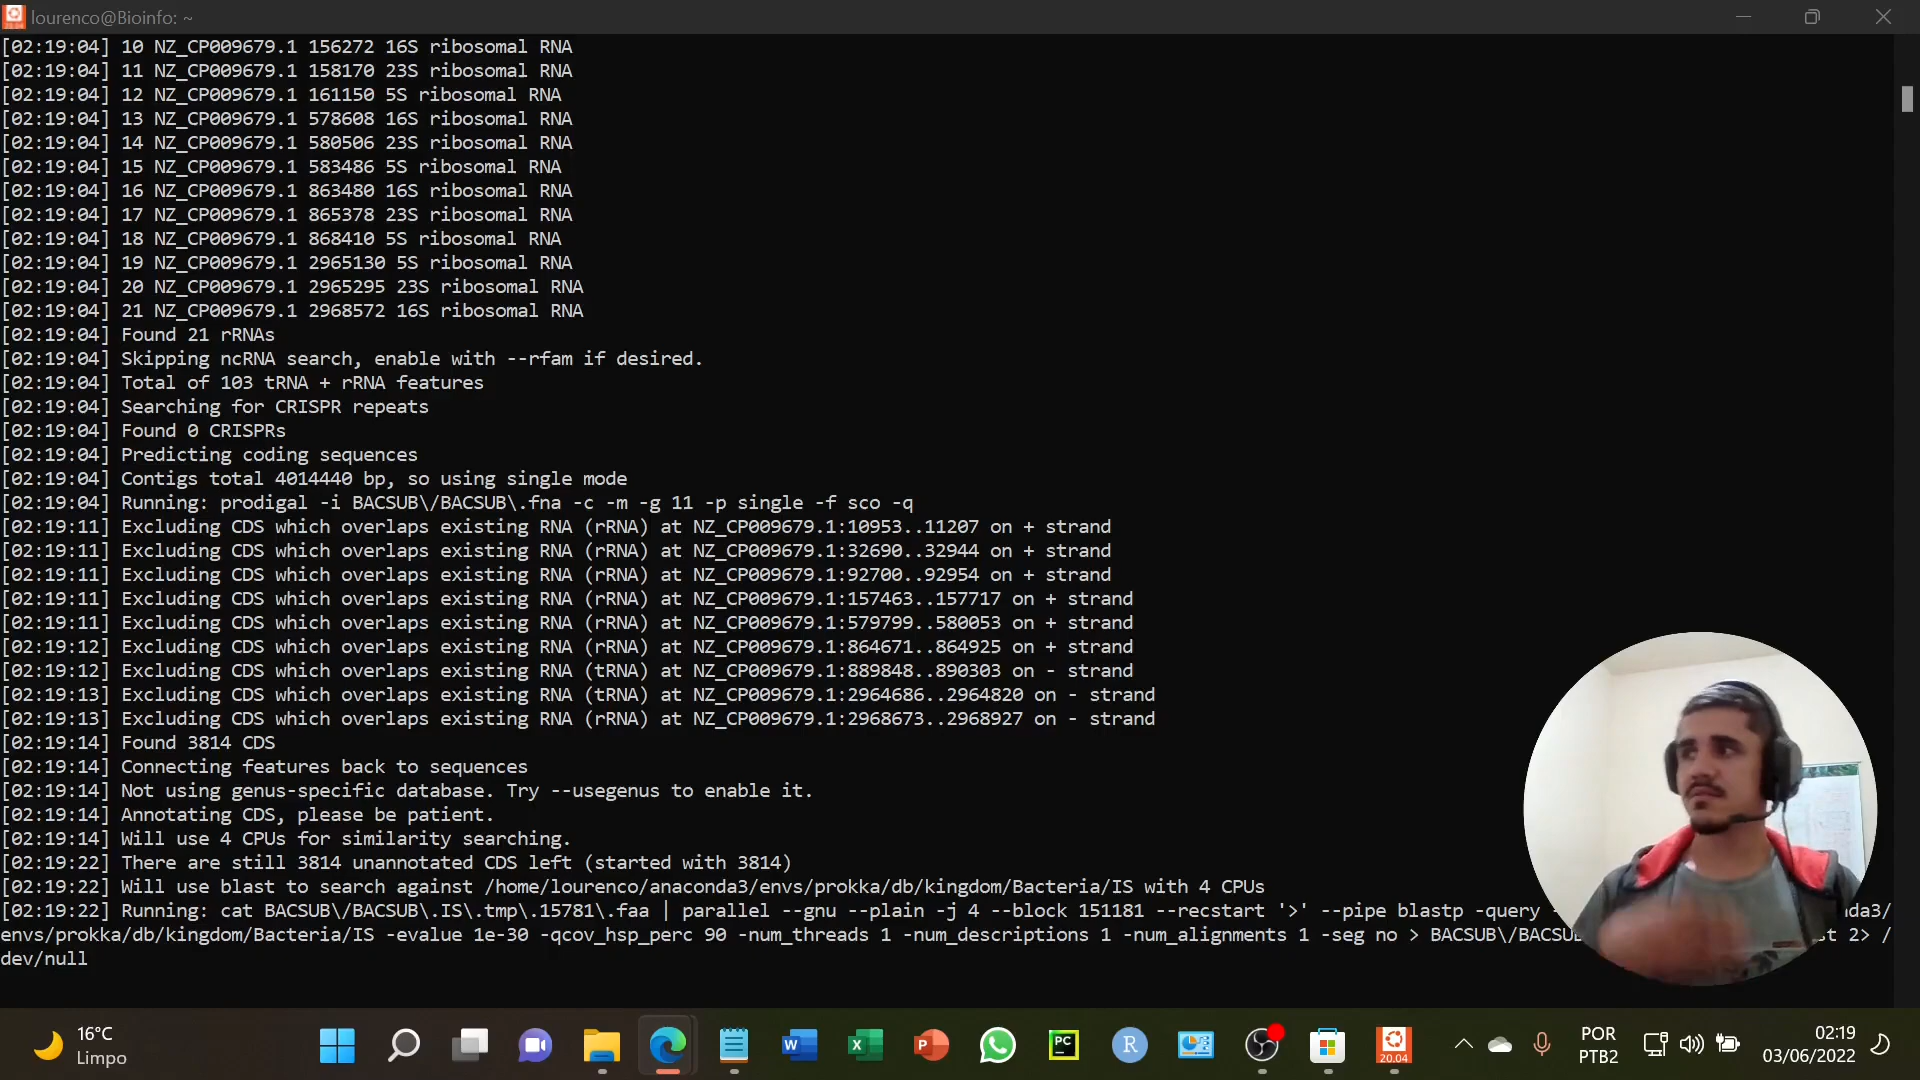 lourenco@Bioinfo: ~
[02:19:04] 10 NZ_CP009679.1 156272 16S ribosomal RNA
[02:19:04] 11 NZ_CP009679.1 158170 23S ribosomal RNA
[02:19:04] 12 NZ_CP009679.1 161150 5S ribosomal RNA
[02:19:04] 13 NZ_CP009679.1 578608 16S ribosomal RNA
[02:19:04] 14 NZ_CP009679.1 580506 23S ribosomal RNA
[02:19:04] 15 NZ_CP009679.1 583486 5S ribosomal RNA
[02:19:04] 16 NZ_CP009679.1 863480 16S ribosomal RNA
[02:19:04] 17 NZ_CP009679.1 865378 23S ribosomal RNA
[02:19:04] 18 NZ_CP009679.1 868410 5S ribosomal RNA
[02:19:04] 19 NZ_CP009679.1 2965130 5S ribosomal RNA
[02:19:04] 20 NZ_CP009679.1 2965295 23S ribosomal RNA
[02:19:04] 21 NZ_CP009679.1 2968572 16S ribosomal RNA
[02:19:04] Found 21 rRNAs
[02:19:04] Skipping ncRNA search, enable with --rfam if desired.
[02:19:04] Total of 103 tRNA + rRNA features
[02:19:04] Searching for CRISPR repeats
[02:19:04] Found 0 CRISPRs
[02:19:04] Predicting coding sequences
[02:19:04] Contigs total 4014440 bp, so using single mode
[02:19:04] Running: prodigal -i BACSUB\/BACSUB\.fna -c -m -g 11 -p single -f sco -q
[02:19:11] Excluding CDS which overlaps existing RNA (rRNA) at NZ_CP009679.1:10953..11207 on + strand
[02:19:11] Excluding CDS which overlaps existing RNA (rRNA) at NZ_CP009679.1:32690..32944 on + strand
[02:19:11] Excluding CDS which overlaps existing RNA (rRNA) at NZ_CP009679.1:92700..92954 on + strand
[02:19:11] Excluding CDS which overlaps existing RNA (rRNA) at NZ_CP009679.1:157463..157717 on + strand
[02:19:11] Excluding CDS which overlaps existing RNA (rRNA) at NZ_CP009679.1:579799..580053 on + strand
[02:19:12] Excluding CDS which overlaps existing RNA (rRNA) at NZ_CP009679.1:864671..864925 on + strand
[02:19:12] Excluding CDS which overlaps existing RNA (tRNA) at NZ_CP009679.1:889848..890303 on - strand
[02:19:13] Excluding CDS which overlaps existing RNA (tRNA) at NZ_CP009679.1:2964686..2964820 on - strand
[02:19:13] Excluding CDS which overlaps existing RNA (rRNA) at NZ_CP009679.1:2968673..2968927 on - strand
[02:19:14] Found 3814 CDS
[02:19:14] Connecting features back to sequences
[02:19:14] Not using genus-specific database. Try --usegenus to enable it.
[02:19:14] Annotating CDS, please be patient.
[02:19:14] Will use 4 CPUs for similarity searching.
[02:19:22] There are still 3814 unannotated CDS left (started with 3814)
[02:19:22] Will use blast to search against /home/lourenco/anaconda3/envs/prokka/db/kingdom/Bacteria/IS with 4 CPUs
[02:19:22] Running: cat BACSUB\/BACSUB\.IS\.tmp\.15781\.faa | parallel --gnu --plain -j 4 --block 151181 --recstart '>' --pipe blastp -query - da3/
envs/prokka/db/kingdom/Bacteria/IS -evalue 1e-30 -qcov_hsp_perc 90 -num_threads 1 -num_descriptions 1 -num_alignments 1 -seg no > BACSUB\/BACSU st 2> /
dev/null
16°C
Limpo
20.04
POR
PTB2
02:19
03/06/2022